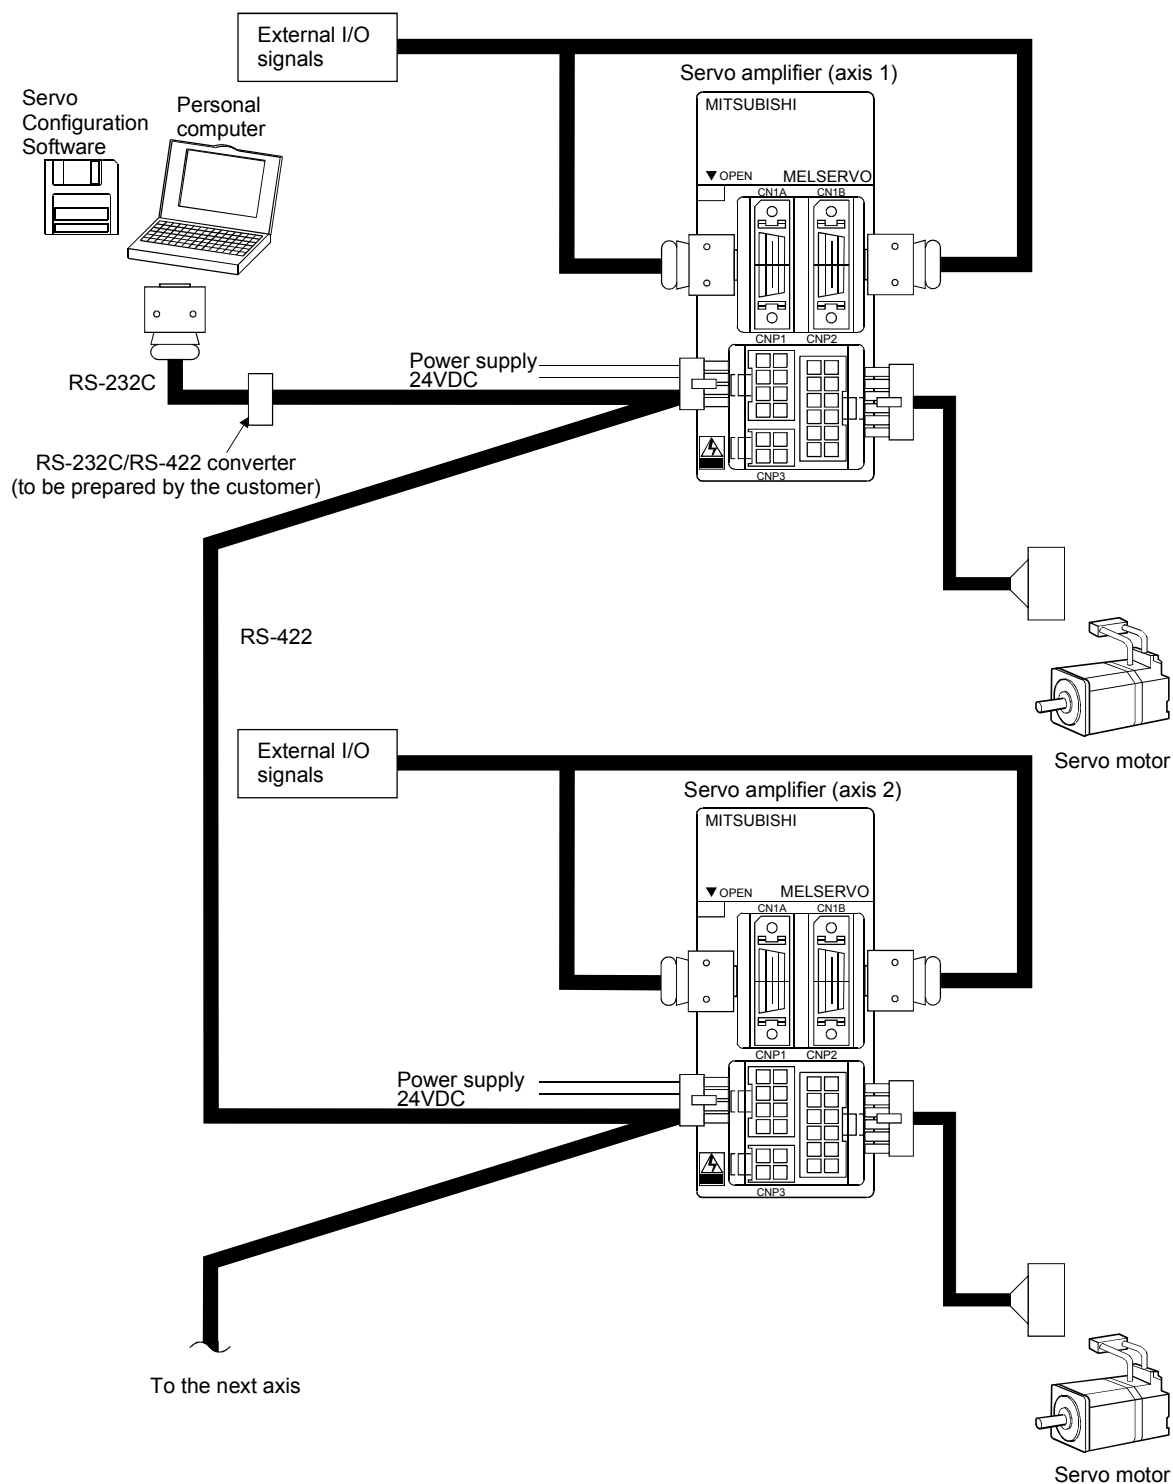 External I/O
signals
Servo amplifier (axis 1)
Servo
Configuration
Software
Personal
computer
MITSUBISHI
▼ OPEN MELSERVO
CN1A CN1B
CNP1 CNP2
Power supply
24VDC
RS-232C
RS-232C/RS-422 converter
(to be prepared by the customer)
CNP3
RS-422
Servo motor
External I/O
signals
Servo amplifier (axis 2)
MITSUBISHI
▼ OPEN MELSERVO
CN1A CN1B
CNP1 CNP2
Power supply
24VDC
CNP3
To the next axis
Servo motor